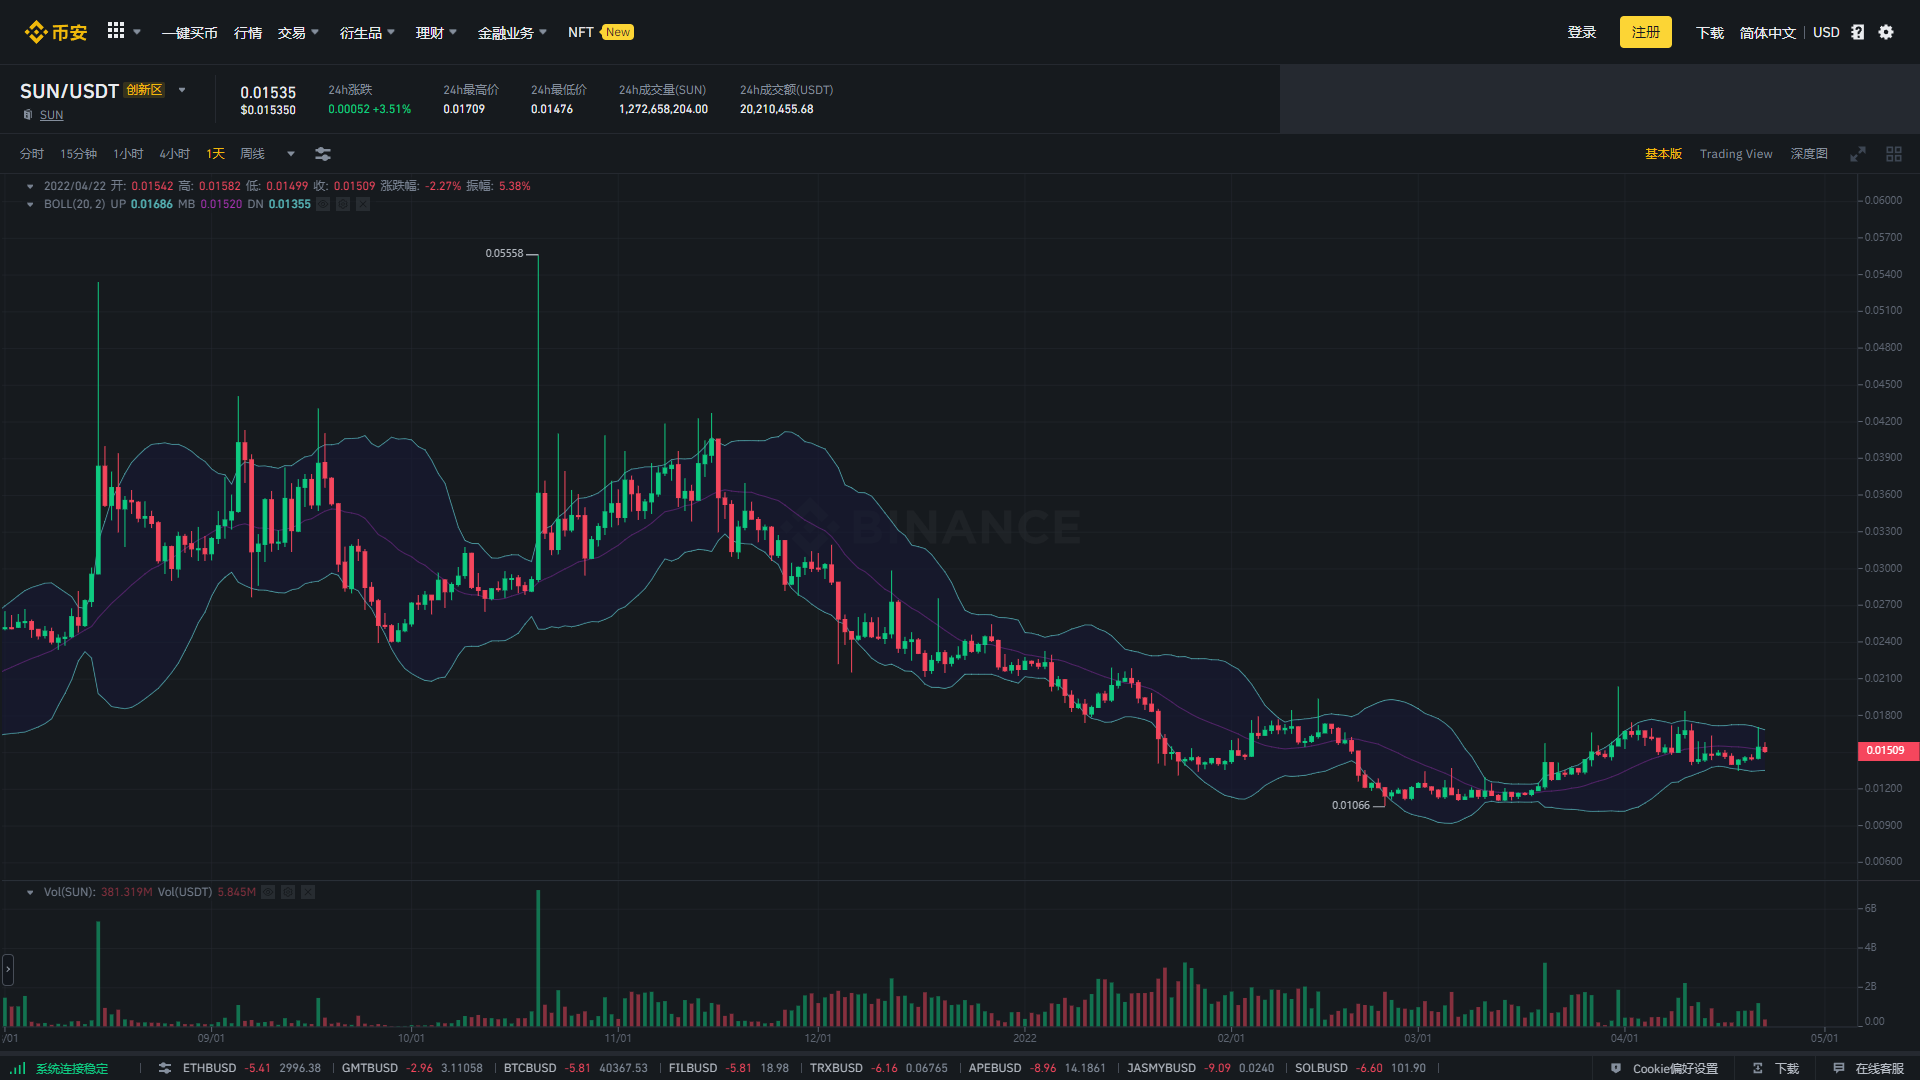 币安 一键买币 行情 交易 衍生品 理财 金融业务 NFT New 登录 注册 下载 简体中文 USD
SUN/USDT 创新区
SUN
0.01535
$0.015350
24h涨跌
0.00052 +3.51%
24h最高价
0.01709
24h最低价
0.01476
24h成交量(SUN)
1,272,658,204.00
24h成交额(USDT)
20,210,455.68
分时 15分钟 1小时 4小时 1天 周线 基本版 Trading View 深度图
2022/04/22 开: 0.01542 高: 0.01582 低: 0.01499 收: 0.01509 涨跌幅: -2.27% 振幅: 5.38%
BOLL(20, 2) UP 0.01686 MB 0.01520 DN 0.01355
0.06000
0.05700
0.05400
0.05100
0.04800
0.04500
0.04200
0.03900
0.03600
0.03300
0.03000
0.02700
0.02400
0.02100
0.01800
0.01509
0.01200
0.00900
0.00600
0.05558
BINANCE
0.01066
Vol(SUN): 381.319M Vol(USDT) 5.845M
6B
4B
2B
0.00
/01 09/01 10/01 11/01 12/01 2022 02/01 03/01 04/01 05/01
系统连接稳定 ETHBUSD -5.41 2996.38 GMTBUSD -2.96 3.11058 BTCBUSD -5.81 40367.53 FILBUSD -5.81 18.98 TRXBUSD -6.16 0.06765 APEBUSD -8.96 14.1861 JASMYBUSD -9.09 0.0240 SOLBUSD -6.60 101.90 Cookie偏好设置 下载 在线客服